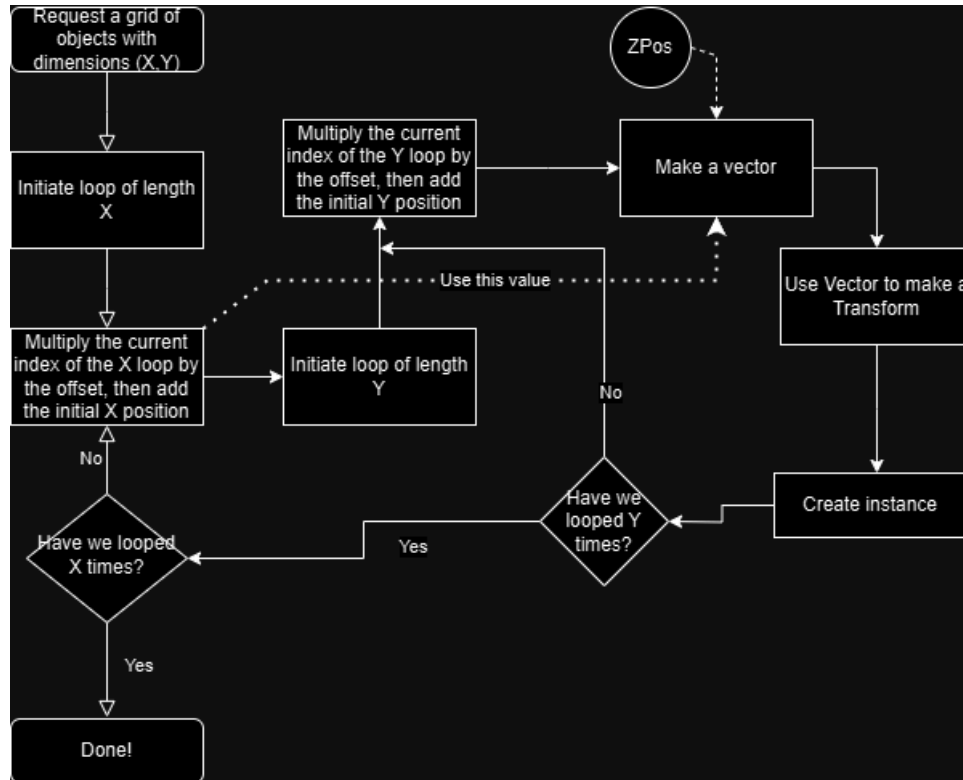 Request a grid of
objects with
dimensions (X,Y)
ZPos
Multiply the current
index of the Y loop by
the offset, then add
the initial Y position
Make a vector
Initiate loop of length
X
Use this value
Use Vector to make a
Transform
Multiply the current
index of the X loop by
the offset, then add
the initial X position
Initiate loop of length
Y
No
No
Have we
looped Y
times?
Create instance
Yes
Have we looped
X times?
Yes
Done!